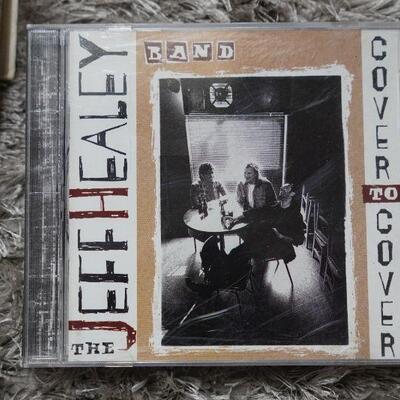 THE JEFF HEALEY
BAND
COVER TO COVER